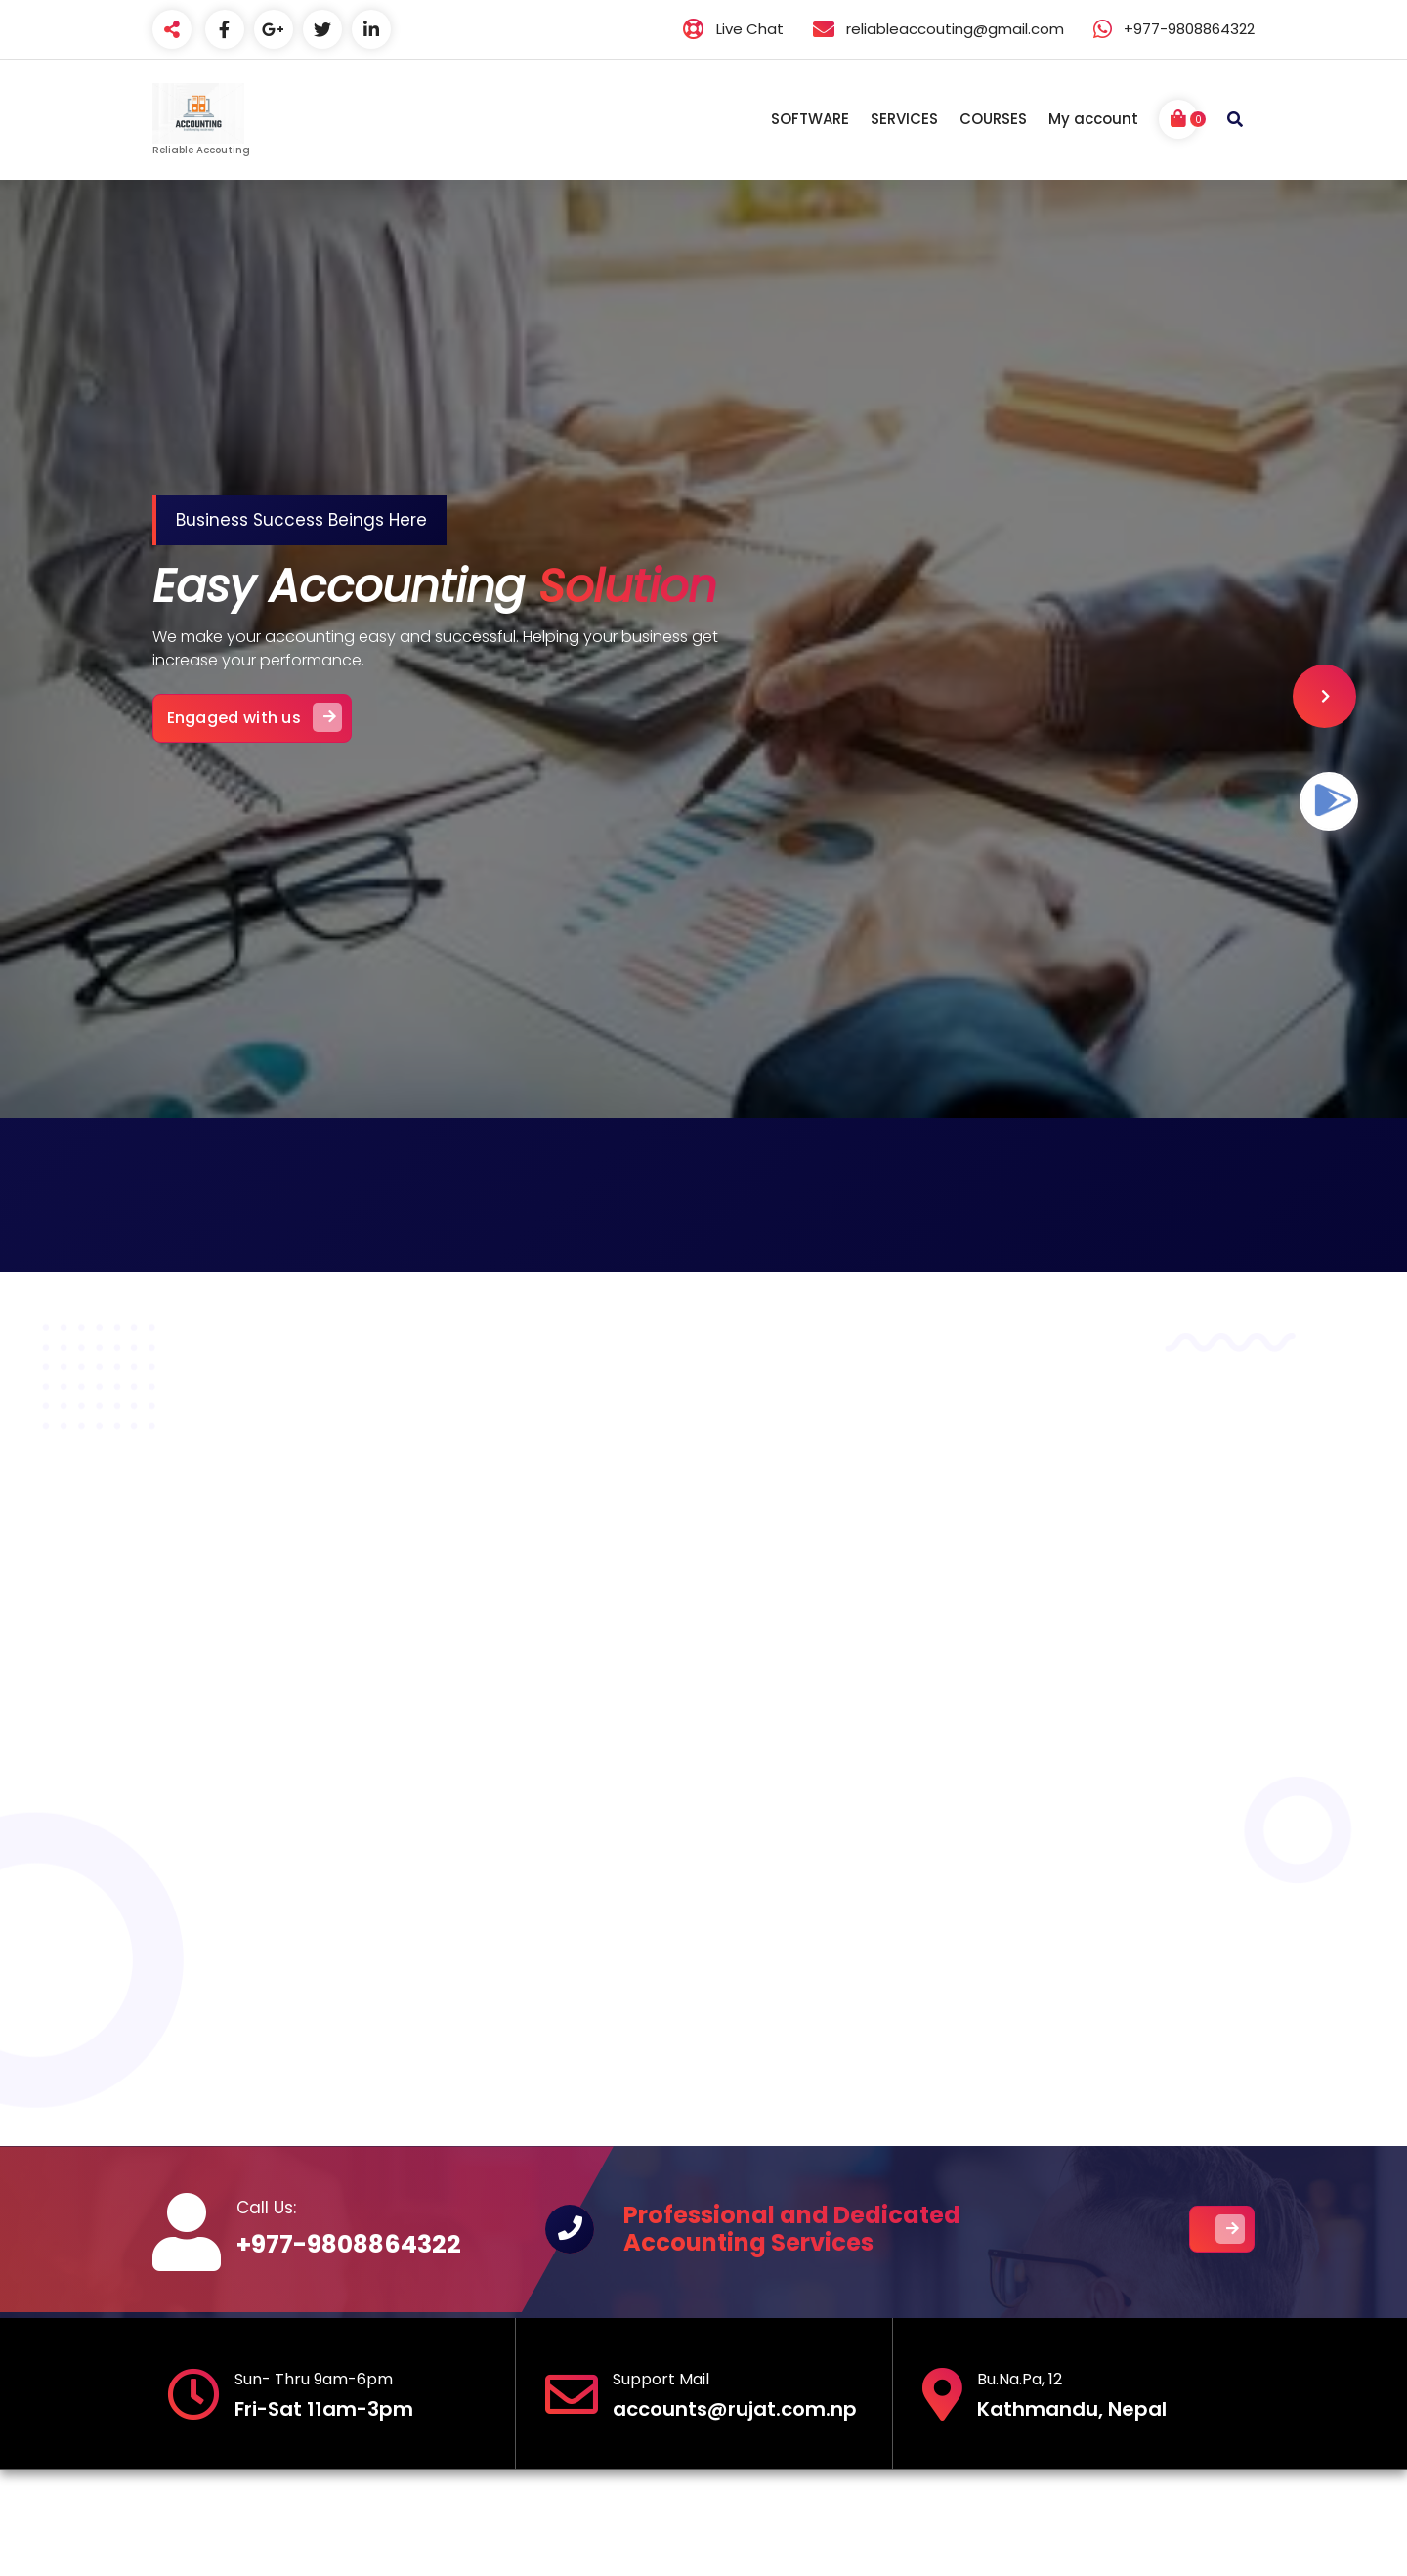 Live Chat
reliableaccouting@gmail.com
+977-9808864322
ACCOUNTING
Reliable Accouting
SOFTWARE
SERVICES
COURSES
My account
0
Business Success Beings Here
Easy Accounting Solution
We make your accounting easy and successful. Helping your business get
increase your performance.
Engaged with us
Call Us:
+977-9808864322
Professional and Dedicated
Accounting Services
Sun- Thru 9am-6pm
Fri-Sat 11am-3pm
Support Mail
accounts@rujat.com.np
Bu.Na.Pa, 12
Kathmandu, Nepal